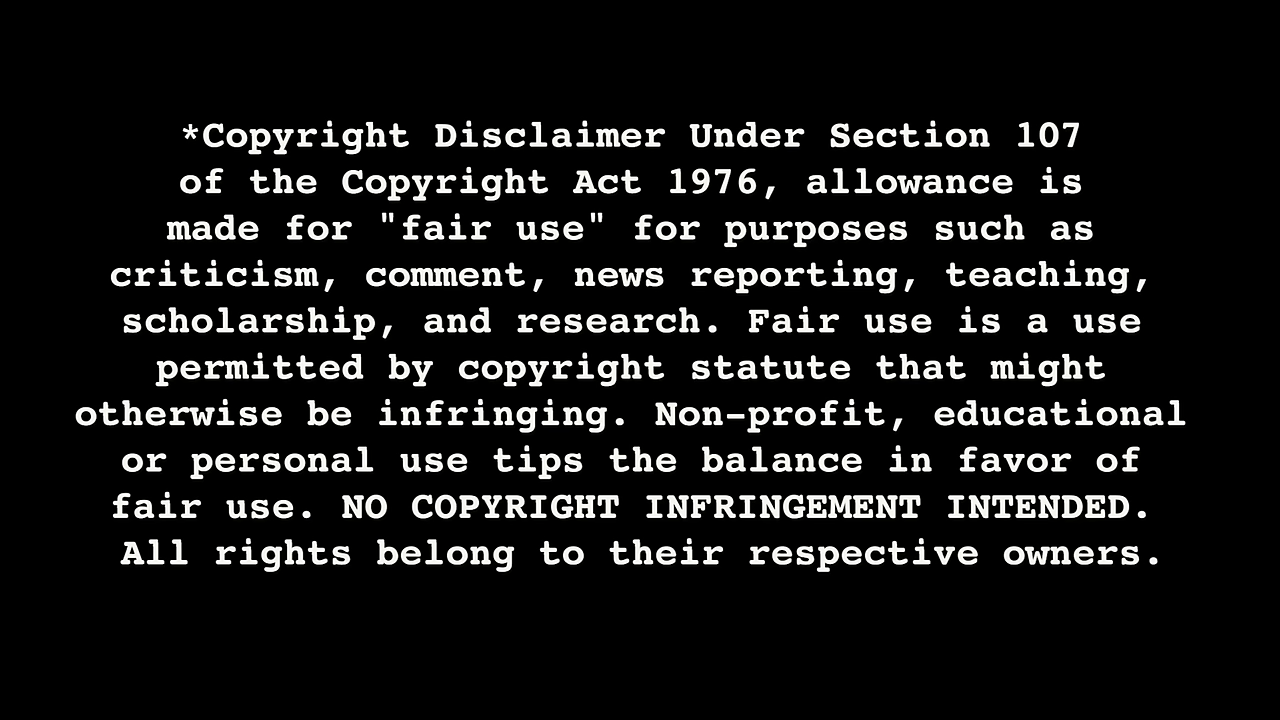 *Copyright Disclaimer Under Section 107
of the Copyright Act 1976, allowance is
made for "fair use" for purposes such as
criticism, comment, news reporting, teaching,
scholarship, and research. Fair use is a use
permitted by copyright statute that might
otherwise be infringing. Non-profit, educational
or personal use tips the balance in favor of
fair use. NO COPYRIGHT INFRINGEMENT INTENDED.
All rights belong to their respective owners.